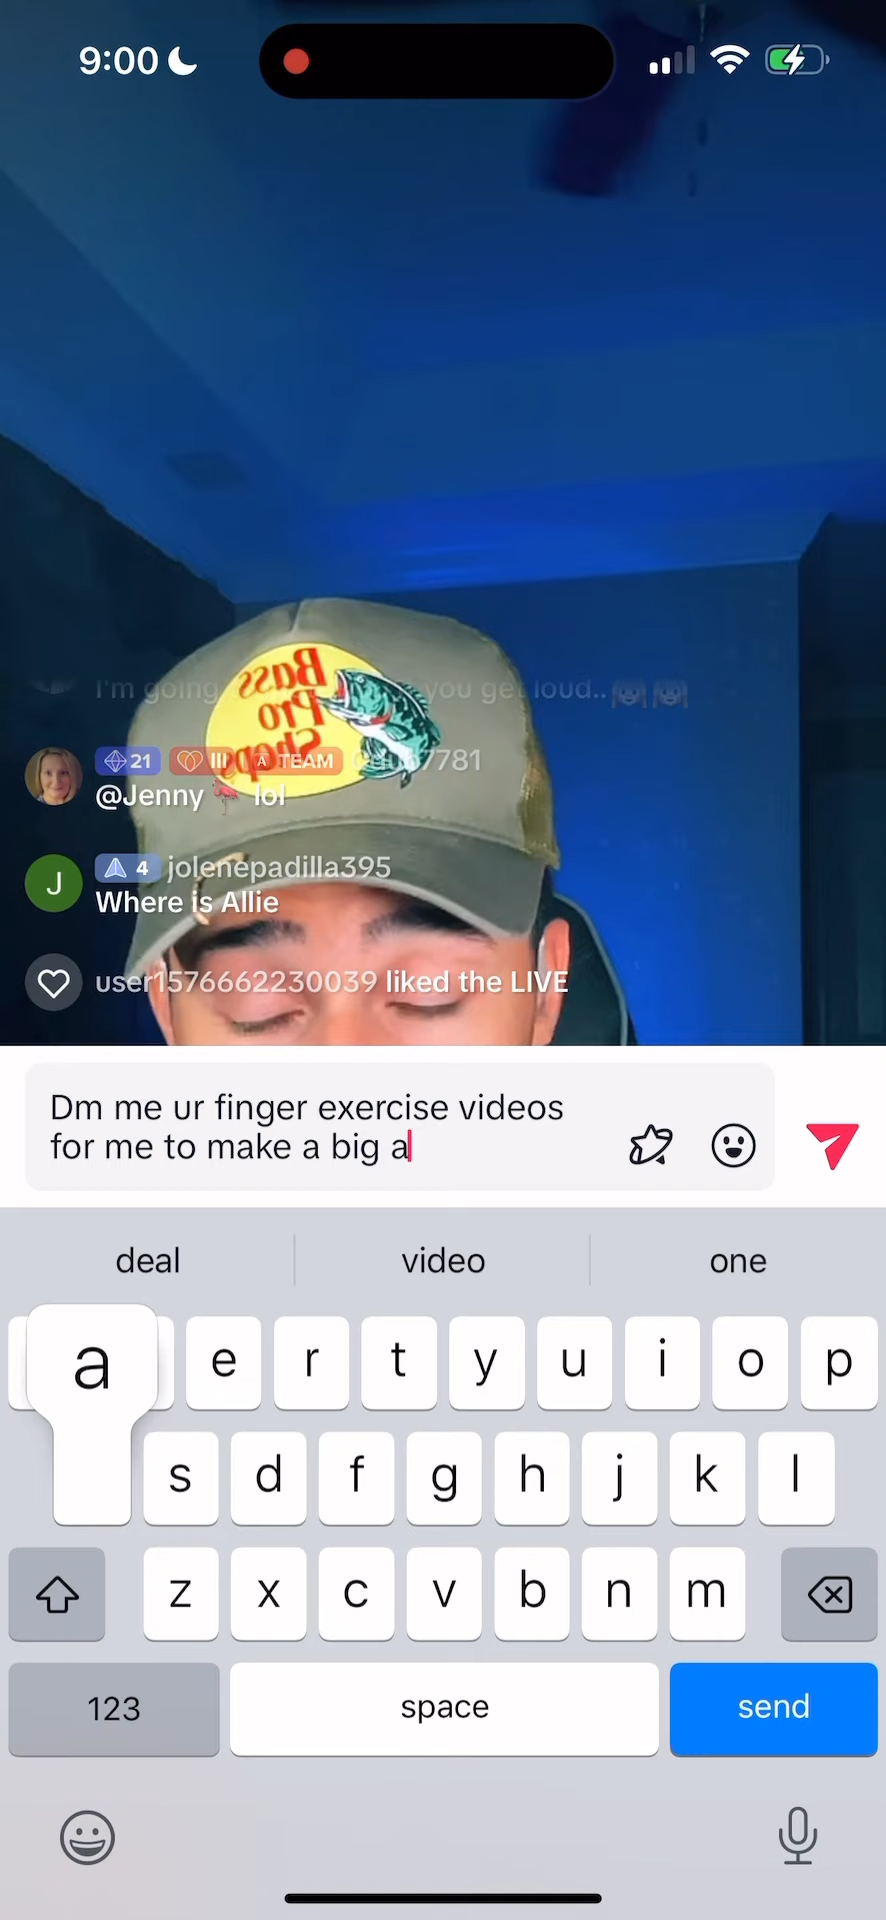 9:00
Bass
Pro
Shops
I'm going you get loud..
21 III A TEAM 7781
@Jenny 🦩 lol
J
4 jolenepadilla395
Where is Allie
user1576662230039 liked the LIVE
Dm me ur finger exercise videos
for me to make a big a
deal video one
a e r t y u i o p
s d f g h j k l
z x c v b n m
123 space send